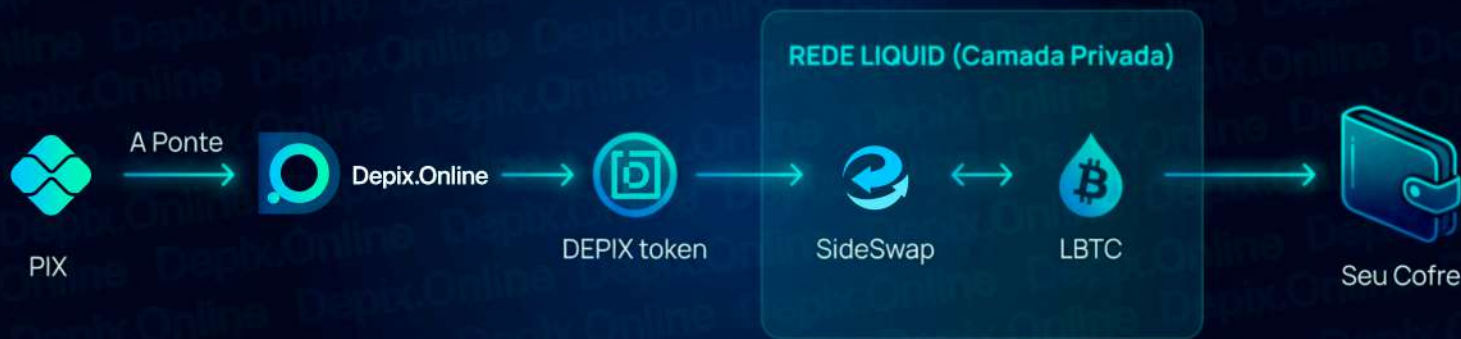 REDE LIQUID (Camada Privada)
A Ponte
Depix.Online
PIX
DEPIX token
SideSwap
LBTC
Seu Cofre